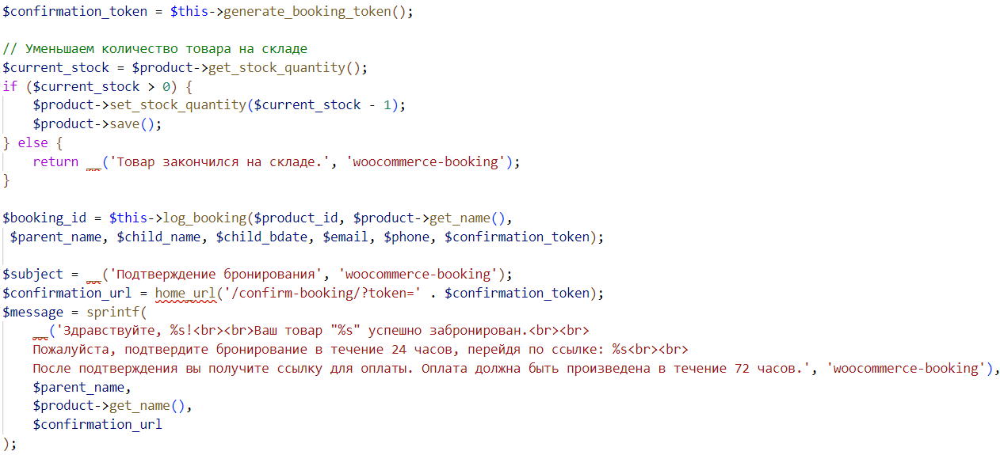 $confirmation_token = $this->generate_booking_token();

// Уменьшаем количество товара на складе
$current_stock = $product->get_stock_quantity();
if ($current_stock > 0) {
    $product->set_stock_quantity($current_stock - 1);
    $product->save();
} else {
    return __('Товар закончился на складе.', 'woocommerce-booking');
}

$booking_id = $this->log_booking($product_id, $product->get_name(),
 $parent_name, $child_name, $child_bdate, $email, $phone, $confirmation_token);

$subject = __('Подтверждение бронирования', 'woocommerce-booking');
$confirmation_url = home_url('/confirm-booking/?token=' . $confirmation_token);
$message = sprintf(
    __('Здравствуйте, %s!<br><br>Ваш товар "%s" успешно забронирован.<br><br>
    Пожалуйста, подтвердите бронирование в течение 24 часов, перейдя по ссылке: %s<br><br>
    После подтверждения вы получите ссылку для оплаты. Оплата должна быть произведена в течение 72 часов.', 'woocommerce-booking'),
    $parent_name,
    $product->get_name(),
    $confirmation_url
);